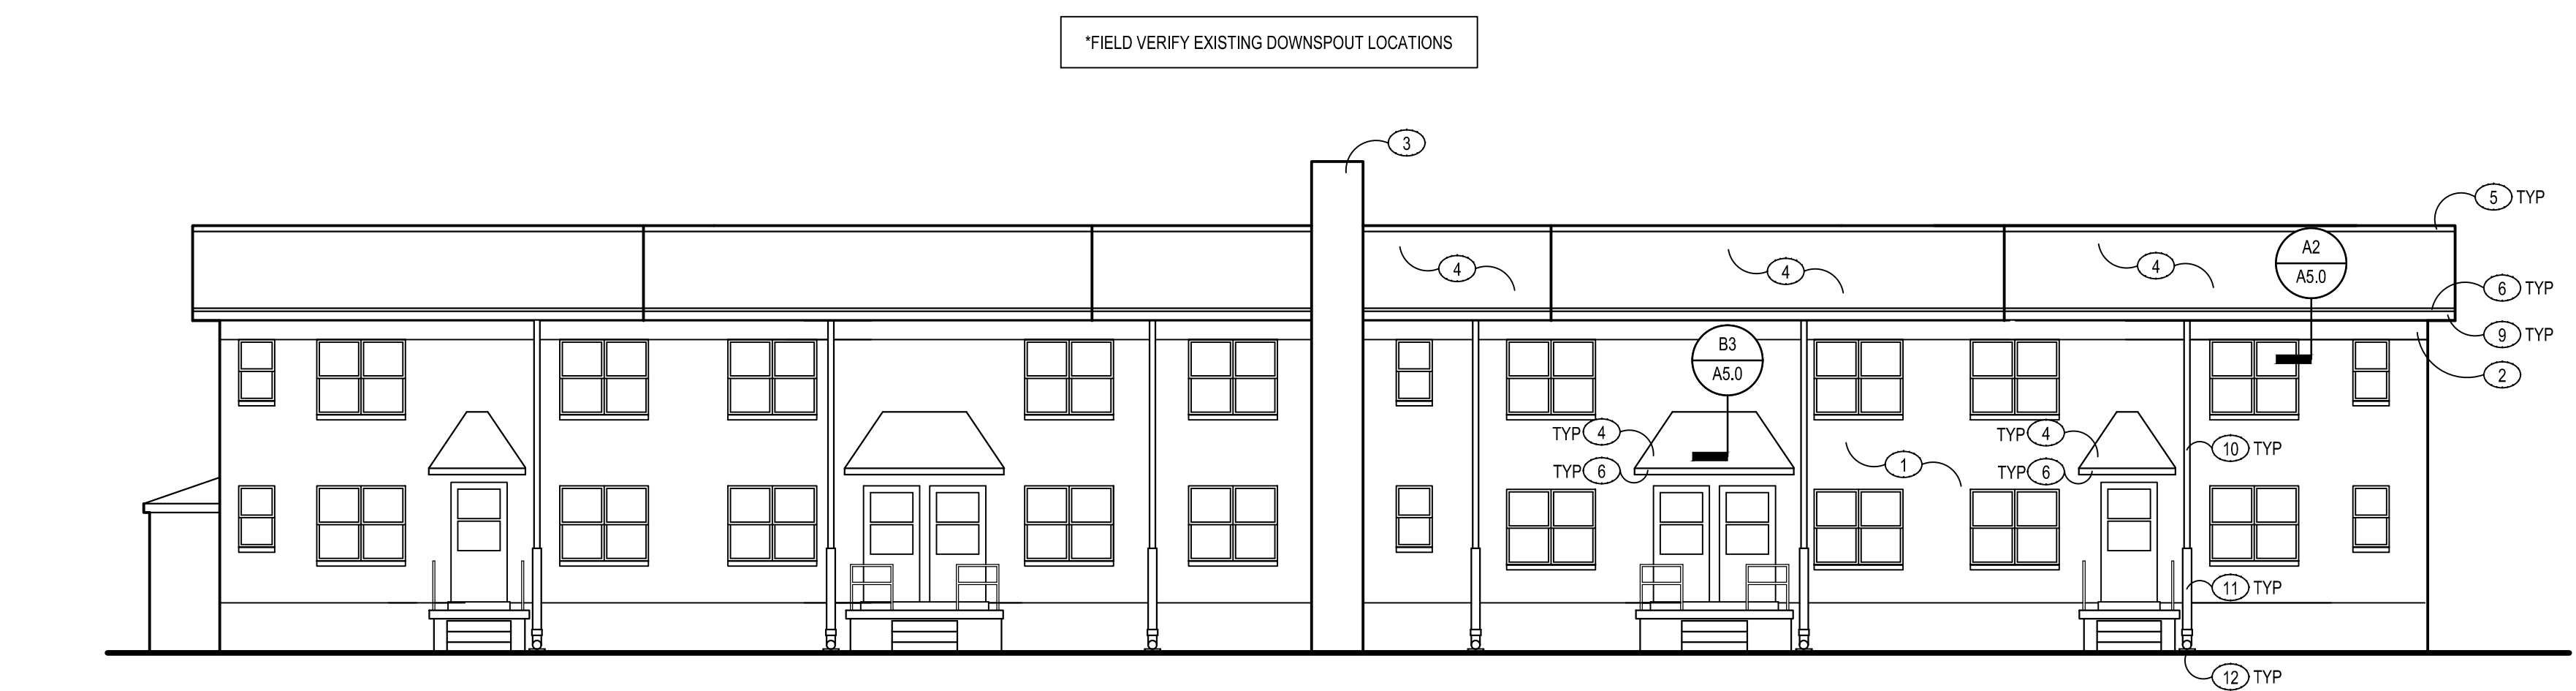 *FIELD VERIFY EXISTING DOWNSPOUT LOCATIONS
3
5 TYP
A2
A5.0
4
4
4
6 TYP
9 TYP
2
B3
A5.0
TYP 4
TYP 6
1
TYP 4
TYP 6
10 TYP
11 TYP
12 TYP